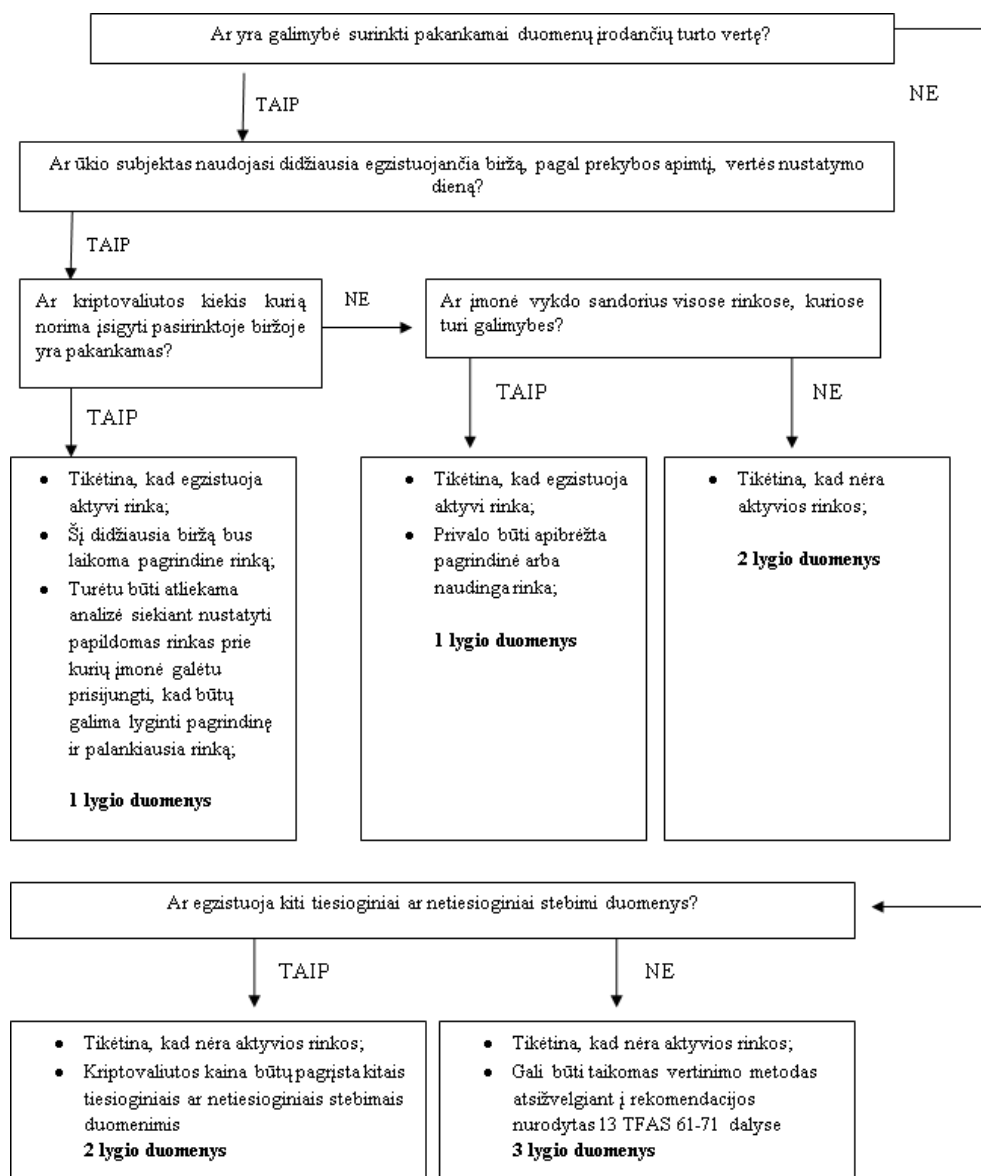 Ar yra galimybė surinkti pakankamai duomenų įrodančių turto vertę?
NE
TAIP
Ar ūkio subjektas naudojasi didžiausia egzistuojančia biržą, pagal prekybos apimtį, vertės nustatymo
dieną?
TAIP
Ar kriptovaliutos kiekis kurią
norima įsigyti pasirinktoje biržoje
yra pakankamas?
NE
Ar įmonė vykdo sandorius visose rinkose, kuriose
turi galimybes?
TAIP
TAIP
NE
● Tikėtina, kad egzistuoja
aktyvi rinka;
● Šį didžiausia biržą bus
laikoma pagrindine rinką;
● Turėtu būti atliekama
analizė siekiant nustatyti
papildomas rinkas prie
kurių įmonė galėtu
prisijungti, kad būtų
galima lyginti pagrindinę
ir palankiausia rinką;
1 lygio duomenys
● Tikėtina, kad egzistuoja
aktyvi rinka;
● Privalo būti apibrėžta
pagrindinė arba
naudinga rinka;
1 lygio duomenys
● Tikėtina, kad nėra
aktyvios rinkos;
2 lygio duomenys
Ar egzistuoja kiti tiesioginiai ar netiesioginiai stebimi duomenys?
TAIP
NE
● Tikėtina, kad nėra aktyvios rinkos;
● Kriptovaliutos kaina būtų pagrįsta kitais
tiesioginiais ar netiesioginiais stebimais
duomenimis
2 lygio duomenys
● Tikėtina, kad nėra aktyvios rinkos;
● Gali būti taikomas vertinimo metodas
atsižvelgiant į rekomendacijos
nurodytas 13 TFAS 61-71 dalyse
3 lygio duomenys